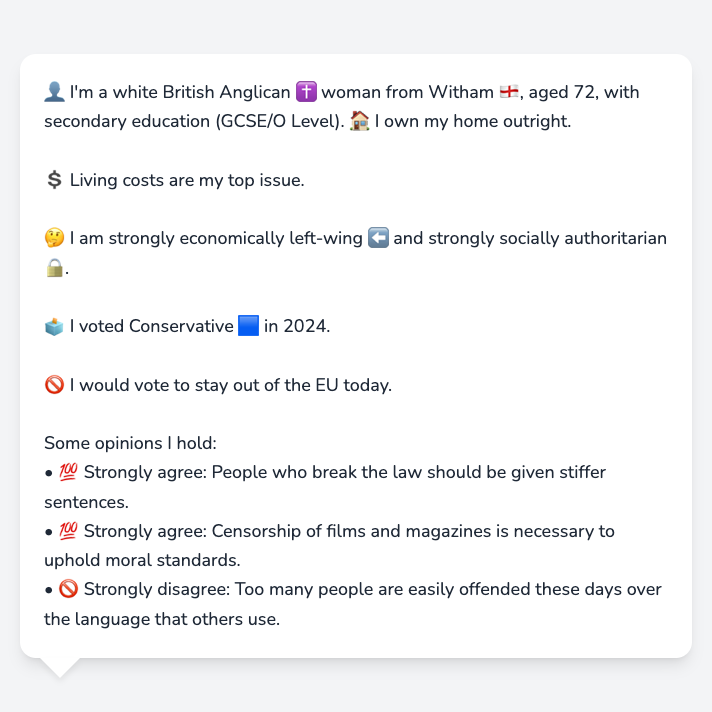 👤 I'm a white British Anglican ✝️ woman from Witham 🏴󠁧󠁢󠁥󠁮󠁧󠁿, aged 72, with
secondary education (GCSE/O Level). 🏠 I own my home outright.
💲 Living costs are my top issue.
🤔 I am strongly economically left-wing ⬅️ and strongly socially authoritarian
🔒.
🗳️ I voted Conservative 🟦 in 2024.
🚫 I would vote to stay out of the EU today.
Some opinions I hold:
• 💯 Strongly agree: People who break the law should be given stiffer
sentences.
• 💯 Strongly agree: Censorship of films and magazines is necessary to
uphold moral standards.
• 🚫 Strongly disagree: Too many people are easily offended these days over
the language that others use.